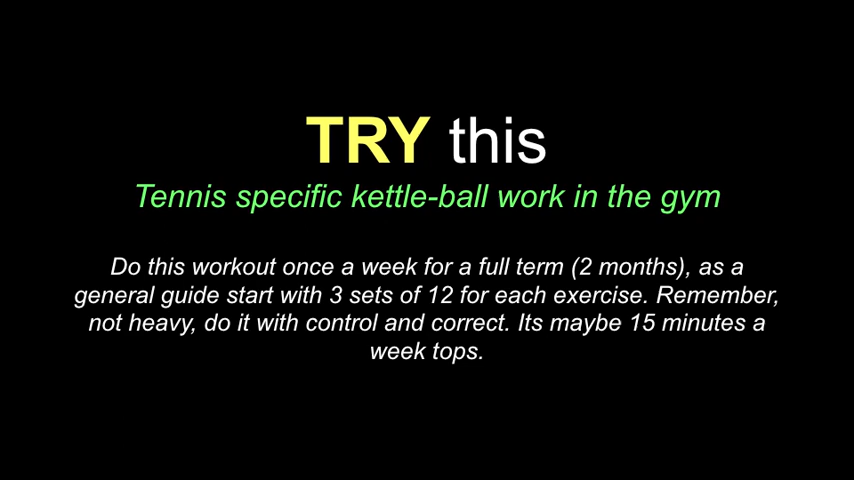 TRY this
Tennis specific kettle-ball work in the gym
Do this workout once a week for a full term (2 months), as a
general guide start with 3 sets of 12 for each exercise. Remember,
not heavy, do it with control and correct. Its maybe 15 minutes a
week tops.